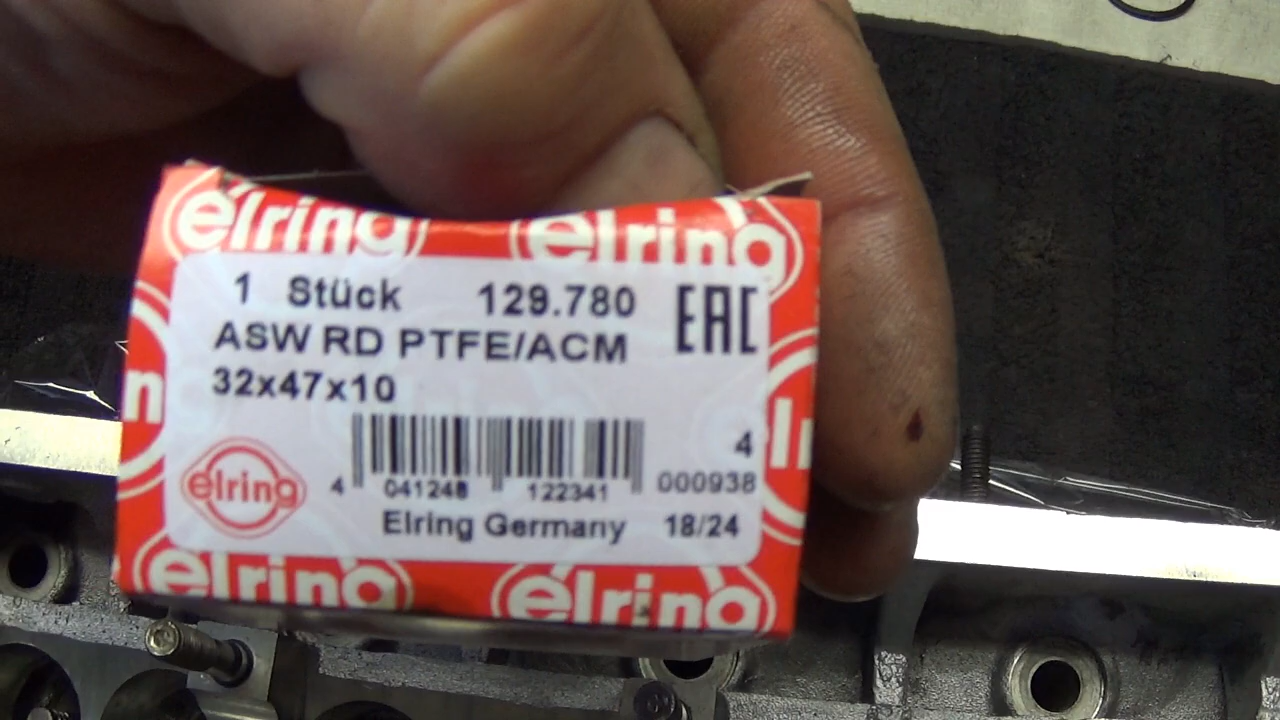 elring elring
1 Stück 129.780 EAC
ASW RD PTFE/ACM
32x47x10
4
4 041248 122341 000938
elring
Elring Germany 18/24
elring elring